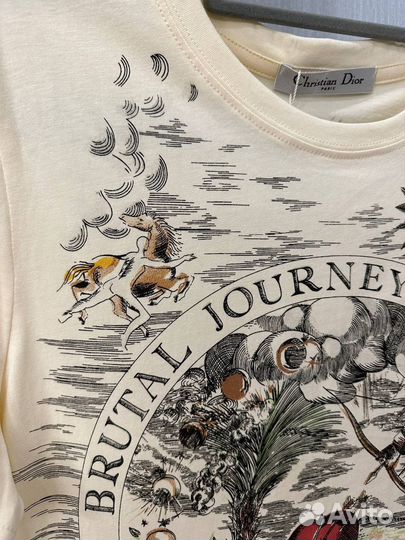 Christian Dior
PARIS
BRUTAL JOURNEY
Avito